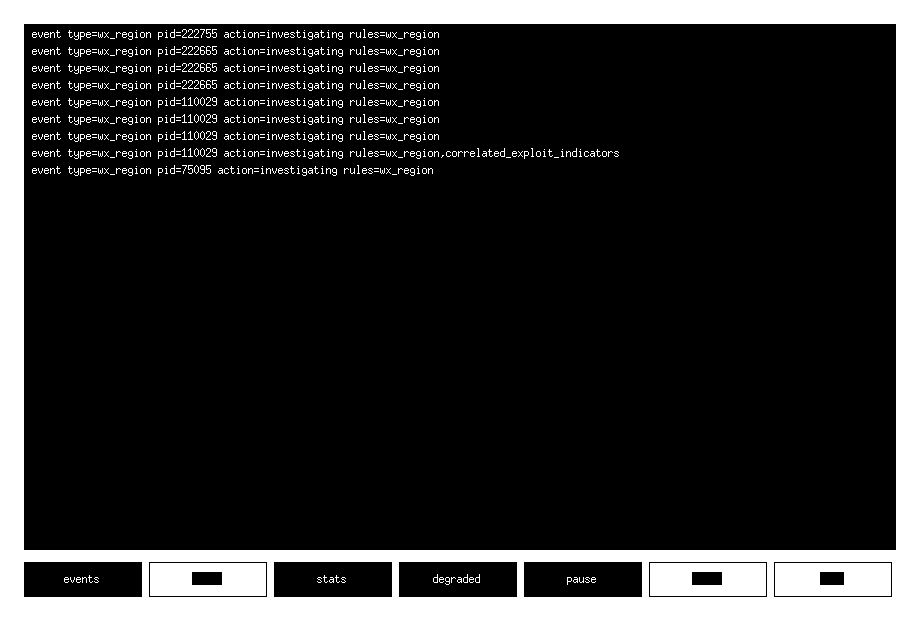 event type=wx_region pid=222755 action=investigating rules=wx_region
event type=wx_region pid=222665 action=investigating rules=wx_region
event type=wx_region pid=222665 action=investigating rules=wx_region
event type=wx_region pid=222665 action=investigating rules=wx_region
event type=wx_region pid=110029 action=investigating rules=wx_region
event type=wx_region pid=110029 action=investigating rules=wx_region
event type=wx_region pid=110029 action=investigating rules=wx_region
event type=wx_region pid=110029 action=investigating rules=wx_region,correlated_exploit_indicators
event type=wx_region pid=75095 action=investigating rules=wx_region
events stats degraded pause